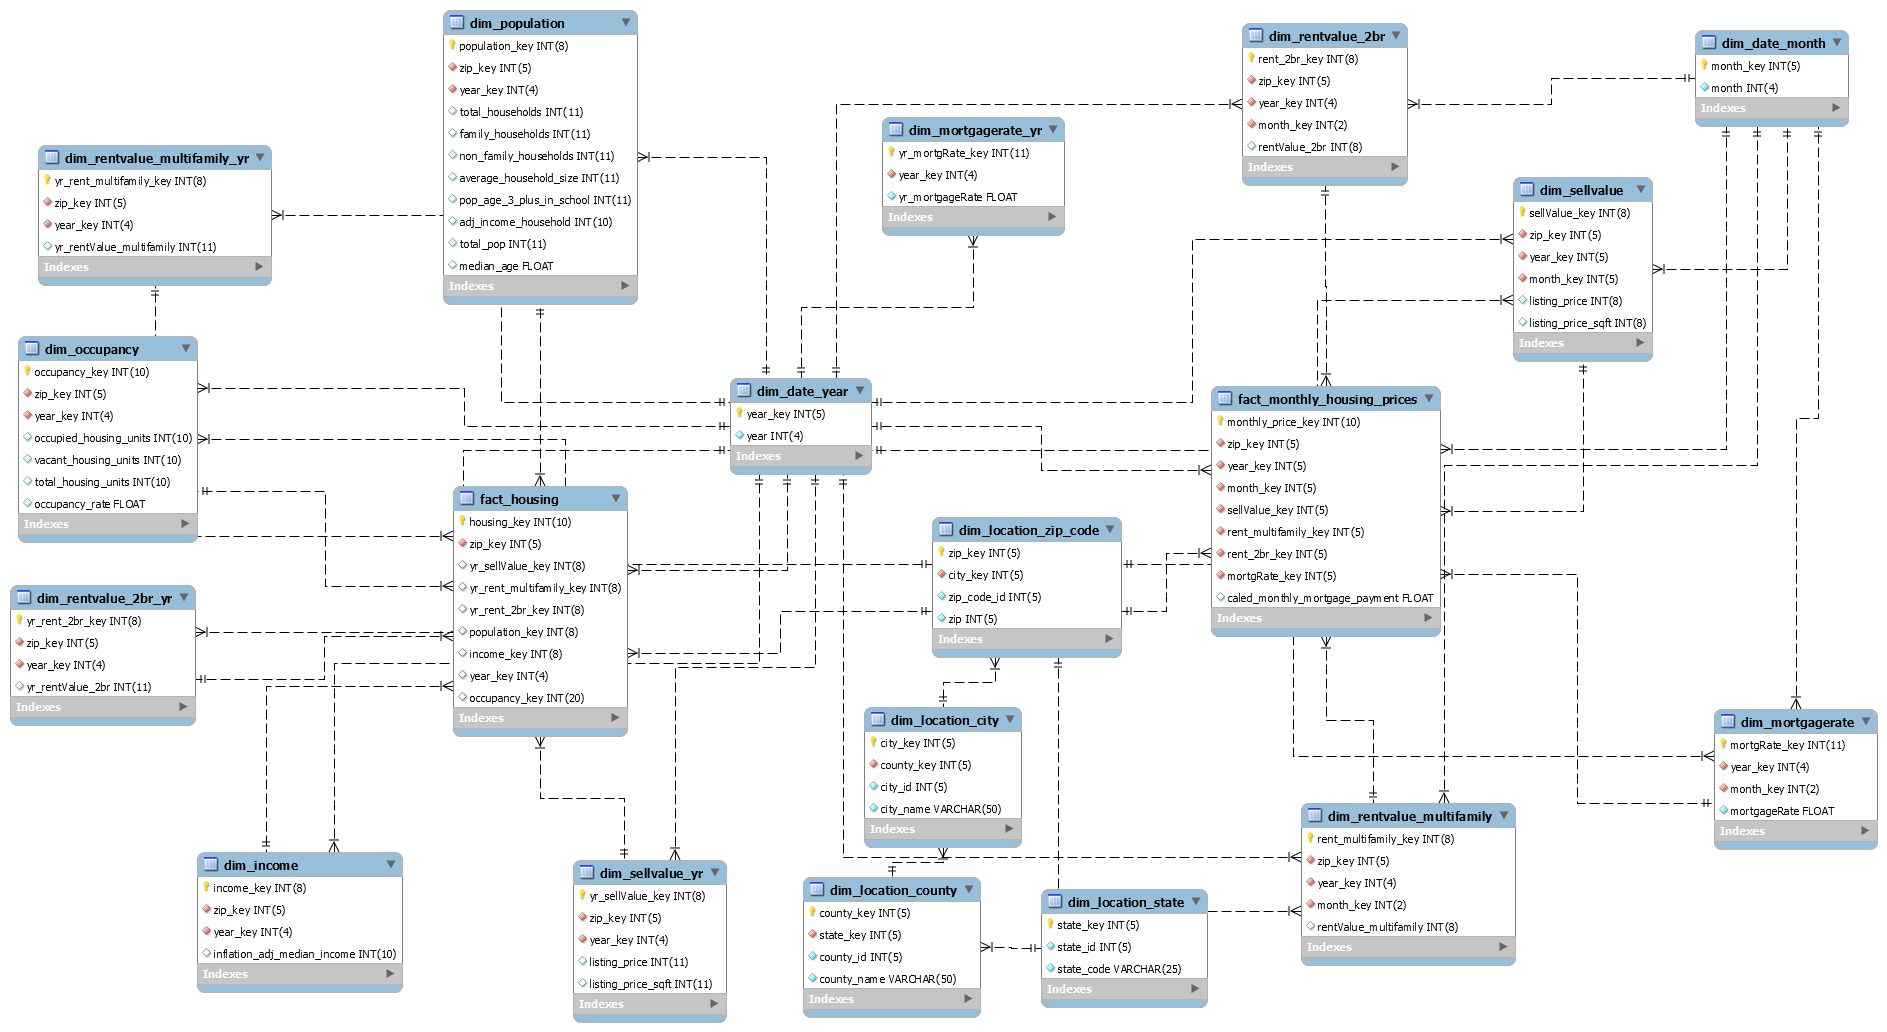 dim_population
population_key INT(8)
zip_key INT(5)
year_key INT(4)
total_households INT(11)
family_households INT(11)
non_family_households INT(11)
average_household_size INT(11)
pop_age_3_plus_in_school INT(11)
adj_income_household INT(10)
total_pop INT(11)
median_age FLOAT
Indexes
dim_rentvalue_2br
rent_2br_key INT(8)
zip_key INT(5)
year_key INT(4)
month_key INT(2)
rentValue_2br INT(8)
Indexes
dim_date_month
month_key INT(5)
month INT(4)
Indexes
dim_mortgagerate_yr
yr_mortgRate_key INT(11)
year_key INT(4)
yr_mortgageRate FLOAT
Indexes
dim_rentvalue_multifamily_yr
yr_rent_multifamily_key INT(8)
zip_key INT(5)
year_key INT(4)
yr_rentValue_multifamily INT(11)
Indexes
dim_sellvalue
sellValue_key INT(8)
zip_key INT(5)
year_key INT(5)
month_key INT(5)
listing_price INT(8)
listing_price_sqft INT(8)
Indexes
dim_occupancy
occupancy_key INT(10)
zip_key INT(5)
year_key INT(4)
occupied_housing_units INT(10)
vacant_housing_units INT(10)
total_housing_units INT(10)
occupancy_rate FLOAT
Indexes
dim_date_year
year_key INT(5)
year INT(4)
Indexes
fact_monthly_housing_prices
monthly_price_key INT(10)
zip_key INT(5)
year_key INT(5)
month_key INT(5)
sellValue_key INT(5)
rent_multifamily_key INT(5)
rent_2br_key INT(5)
mortgRate_key INT(5)
caled_monthly_mortgage_payment FLOAT
Indexes
fact_housing
housing_key INT(10)
zip_key INT(5)
yr_sellValue_key INT(8)
yr_rent_multifamily_key INT(8)
yr_rent_2br_key INT(8)
population_key INT(8)
income_key INT(8)
year_key INT(4)
occupancy_key INT(20)
Indexes
dim_location_zip_code
zip_key INT(5)
city_key INT(5)
zip_code_id INT(5)
zip INT(5)
Indexes
dim_rentvalue_2br_yr
yr_rent_2br_key INT(8)
zip_key INT(5)
year_key INT(4)
yr_rentValue_2br INT(11)
Indexes
dim_location_city
city_key INT(5)
county_key INT(5)
city_id INT(5)
city_name VARCHAR(50)
Indexes
dim_mortgagerate
mortgRate_key INT(11)
year_key INT(4)
month_key INT(2)
mortgageRate FLOAT
Indexes
dim_rentvalue_multifamily
rent_multifamily_key INT(8)
zip_key INT(5)
year_key INT(4)
month_key INT(2)
rentValue_multifamily INT(8)
Indexes
dim_income
income_key INT(8)
zip_key INT(5)
year_key INT(4)
inflation_adj_median_income INT(10)
Indexes
dim_sellvalue_yr
yr_sellValue_key INT(8)
zip_key INT(5)
year_key INT(4)
listing_price INT(11)
listing_price_sqft INT(11)
Indexes
dim_location_county
county_key INT(5)
state_key INT(5)
county_id INT(5)
county_name VARCHAR(50)
Indexes
dim_location_state
state_key INT(5)
state_id INT(5)
state_code VARCHAR(25)
Indexes